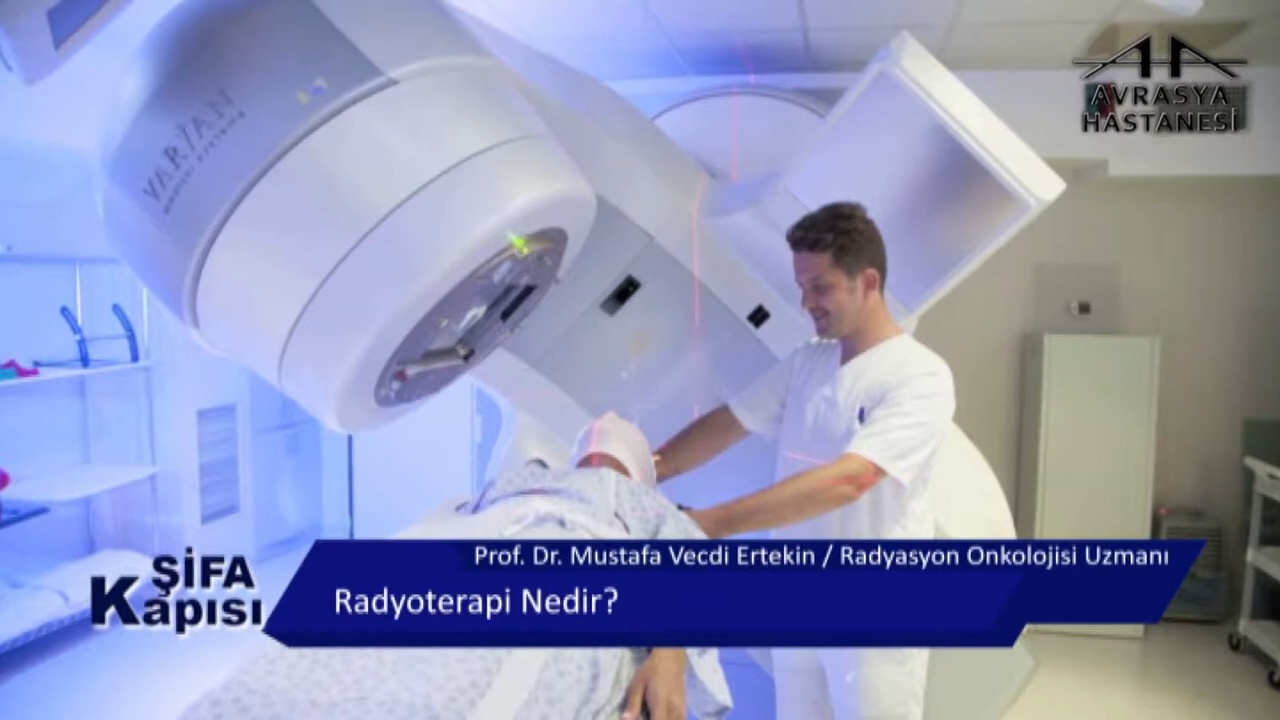 VARIAN
AVRASYA
HASTANESİ
Prof. Dr. Mustafa Vecdi Ertekin / Radyasyon Onkolojisi Uzmanı
ŞİFA
Kapısı
Radyoterapi Nedir?